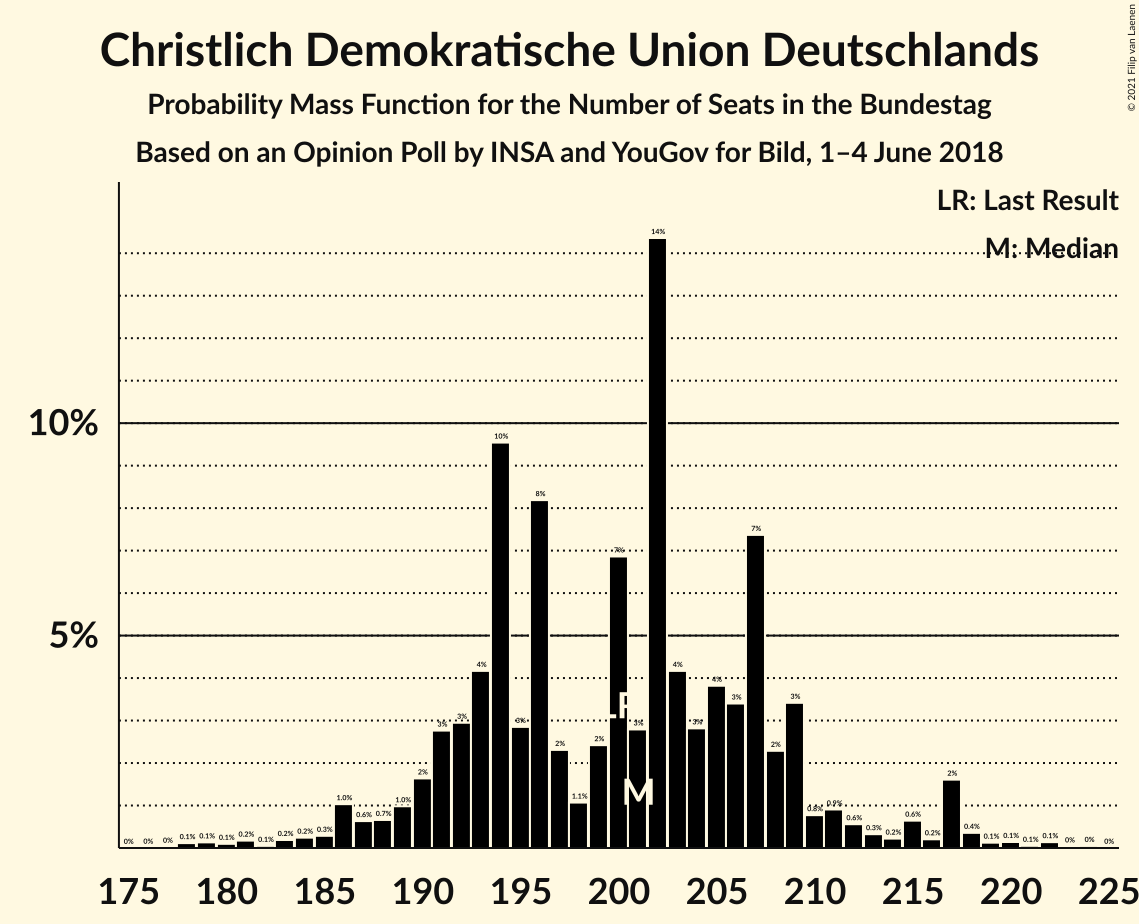 Christlich Demokratische Union Deutschlands
Probability Mass Function for the Number of Seats in the Bundestag
Based on an Opinion Poll by INSA and YouGov for Bild, 1–4 June 2018
© 2021 Filip van Laenen
LR: Last Result
M: Median
10%
5%
0% 0% 0% 0.1% 0.1% 0.1% 0.2% 0.1% 0.2% 0.2% 0.3% 1.0% 0.6% 0.7% 1.0% 2% 3% 3% 4% 10% 3% 8% 2% 1.1% 2% 7% 3% 14% 4% 3% 4% 3% 7% 2% 3% 0.8% 0.9% 0.6% 0.3% 0.2% 0.6% 0.2% 2% 0.4% 0.1% 0.1% 0.1% 0.1% 0% 0% 0%
LR
M
175 180 185 190 195 200 205 210 215 220 225